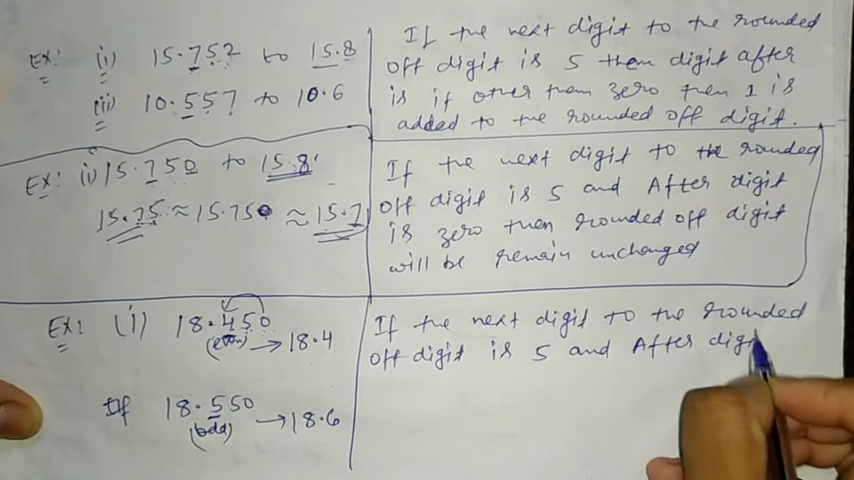 Ex: (i) 15.752 to 15.8
(ii) 10.557 to 10.6
If the next digit to the rounded
off digit is 5 then digit after
is if other than zero then 1 is
added to the rounded off digit.
Ex: (i) 15.750 to 15.8
15.75 ≈ 15.750 ≈ 15.7
If the next digit to the rounded
off digit is 5 and After digit
is zero then rounded off digit
will be remain unchanged
Ex: (i) 18.450
(even) → 18.4
If 18.550
(odd) → 18.6
If the next digit to the rounded
off digit is 5 and After digi